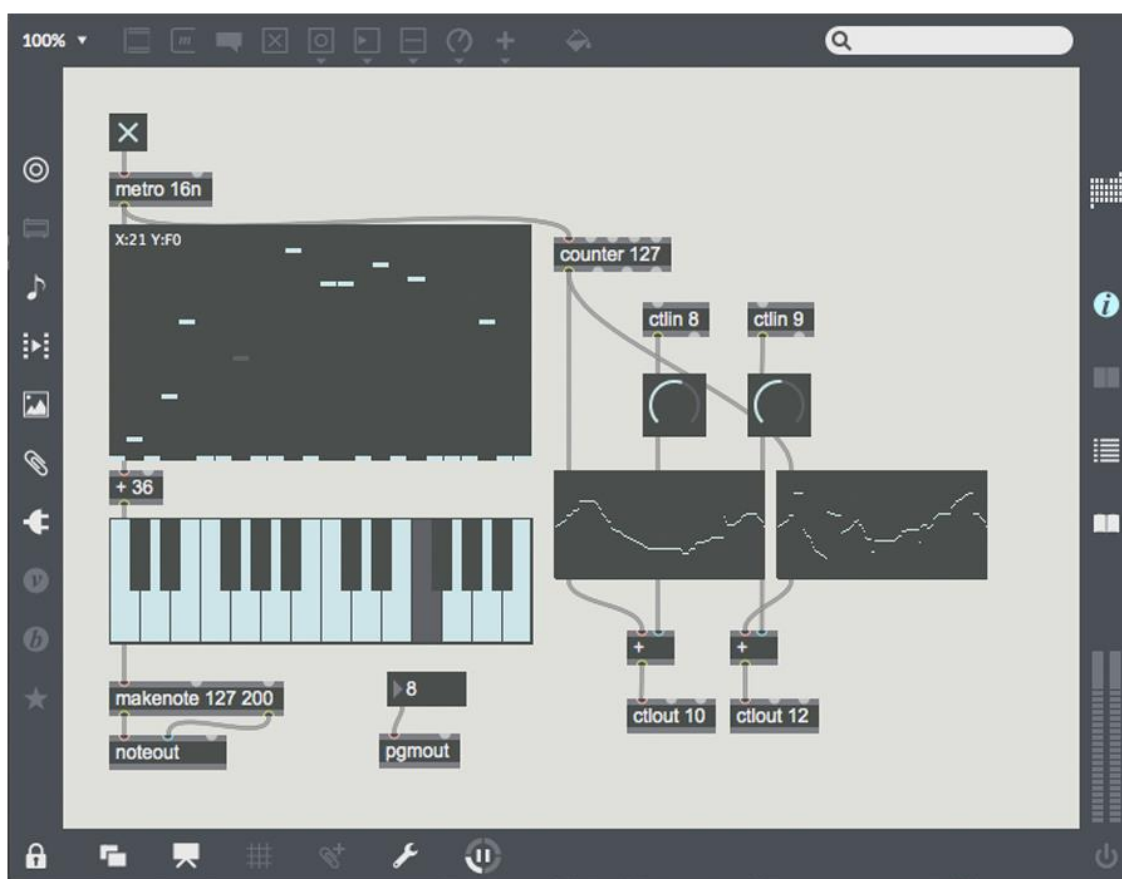 100%
metro 16n
X:21 Y:F0
counter 127
ctlin 8
ctlin 9
+ 36
+
+
makenote 127 200
8
ctlout 10
ctlout 12
noteout
pgmout